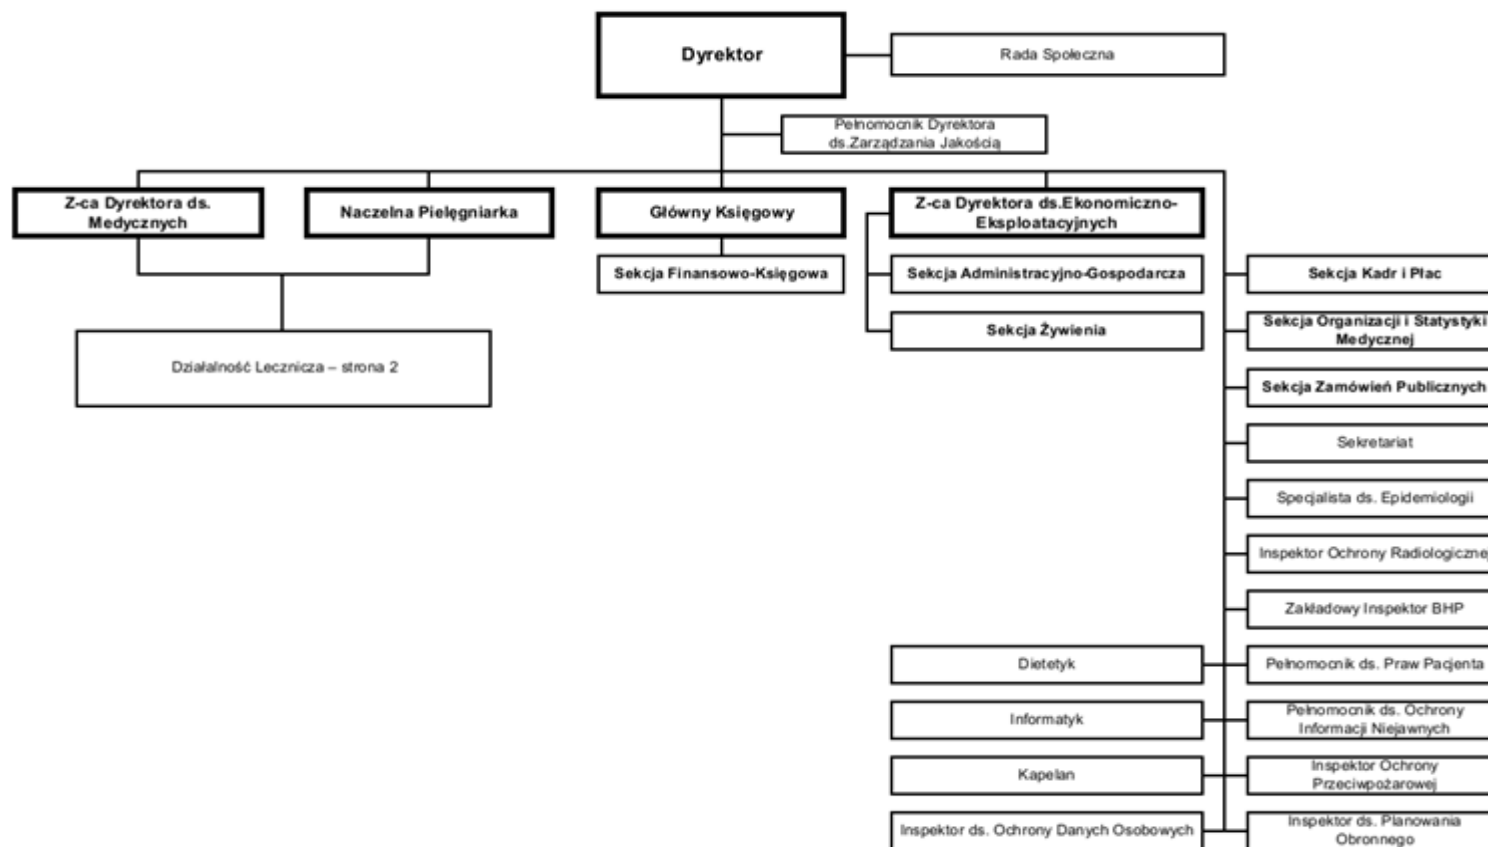 Dyrektor
Rada Społeczna
Pełnomocnik Dyrektora
ds.Zarządzania Jakością
Z-ca Dyrektora ds.
Medycznych
Naczelna Pielęgniarka
Główny Księgowy
Z-ca Dyrektora ds.Ekonomiczno-
Eksploatacyjnych
Sekcja Finansowo-Księgowa
Sekcja Administracyjno-Gospodarcza
Sekcja Kadr i Płac
Sekcja Żywienia
Sekcja Organizacji i Statystyki
Medycznej
Działalność Lecznicza – strona 2
Sekcja Zamówień Publicznych
Sekretariat
Specjalista ds. Epidemiologii
Inspektor Ochrony Radiologicznej
Zakładowy Inspektor BHP
Dietetyk
Pełnomocnik ds. Praw Pacjenta
Informatyk
Pełnomocnik ds. Ochrony
Informacji Niejawnych
Kapelan
Inspektor Ochrony
Przeciwpożarowej
Inspektor ds. Ochrony Danych Osobowych
Inspektor ds. Planowania
Obronnego